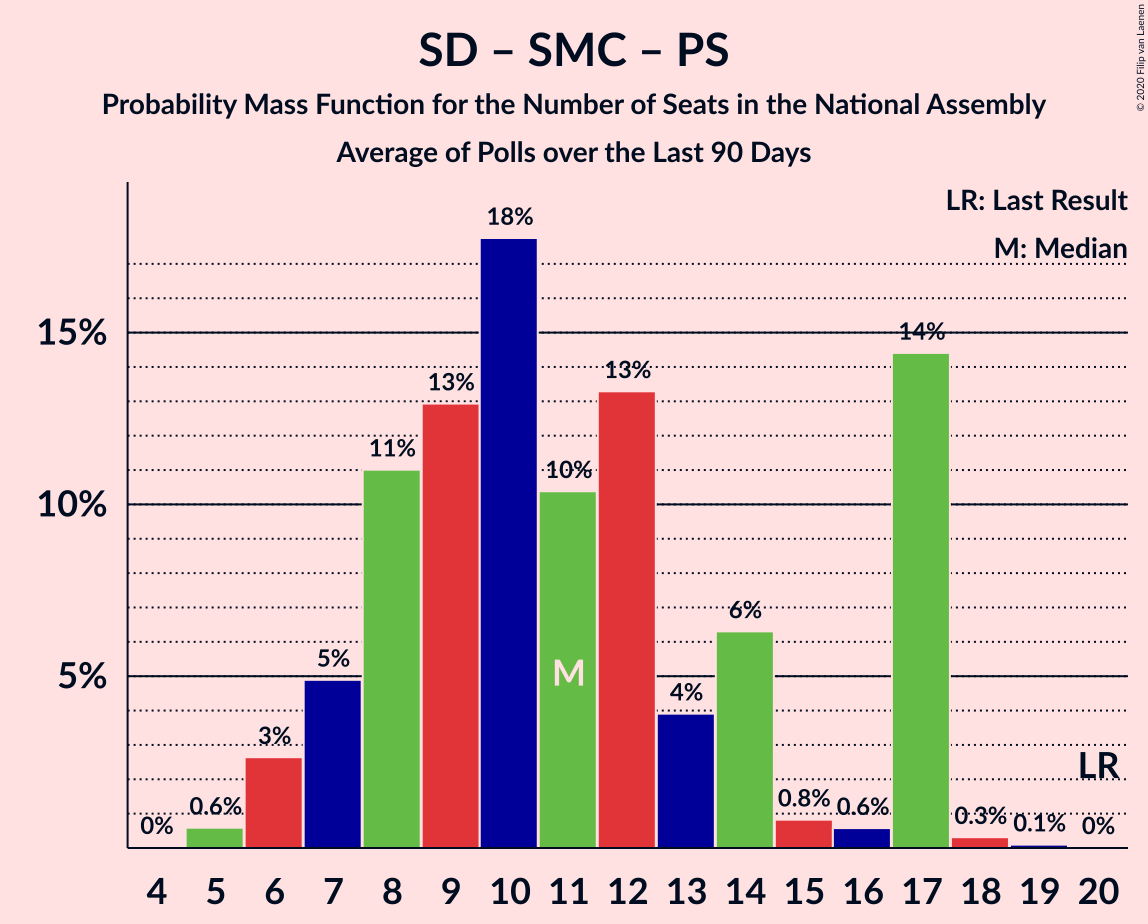 SD – SMC – PS
Probability Mass Function for the Number of Seats in the National Assembly
Average of Polls over the Last 90 Days
© 2020 Filip van Laenen
LR: Last Result
M: Median
18%
15%
14%
13%
13%
11%
10%
10%
6%
5%
5%
M
4%
3%
LR
0.6%
0.8%
0.6%
0.3%
0.1%
0%
0%
4 5 6 7 8 9 10 11 12 13 14 15 16 17 18 19 20